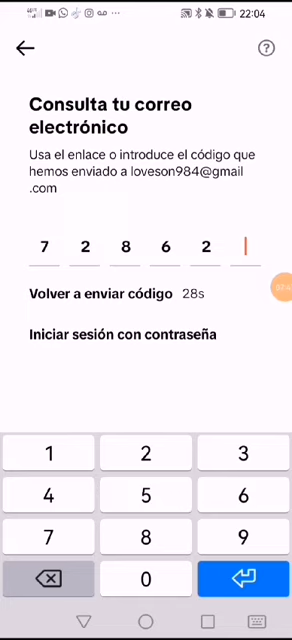 22:04
Consulta tu correo
electrónico
Usa el enlace o introduce el código que
hemos enviado a loveson984@gmail
.com
7 2 8 6 2
Volver a enviar código 28s
Iniciar sesión con contraseña
1 2 3
4 5 6
7 8 9
0